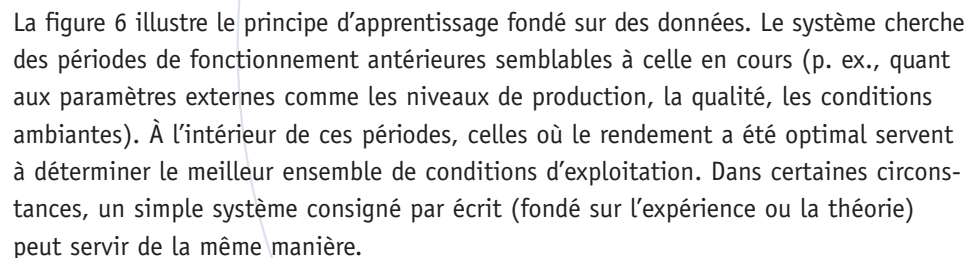 La figure 6 illustre le principe d’apprentissage fondé sur des données. Le système cherche
des périodes de fonctionnement antérieures semblables à celle en cours (p. ex., quant
aux paramètres externes comme les niveaux de production, la qualité, les conditions
ambiantes). À l’intérieur de ces périodes, celles où le rendement a été optimal servent
à déterminer le meilleur ensemble de conditions d’exploitation. Dans certaines circons-
tances, un simple système consigné par écrit (fondé sur l’expérience ou la théorie)
peut servir de la même manière.